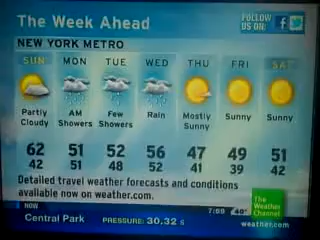 The Week Ahead
FOLLOW
US ON:
NEW YORK METRO
SUN MON TUE WED THU FRI SAT
Partly
Cloudy
AM
Showers
Few
Showers
Rain
Mostly
Sunny
Sunny
Sunny
62 51 52 56 47 49 51
42 51 48 52 41 39 42
Detailed travel weather forecasts and conditions
available now on weather.com.
The
Weather
Channel
weather.com
NOW
Central Park PRESSURE: 30.32 S
7:58 40°